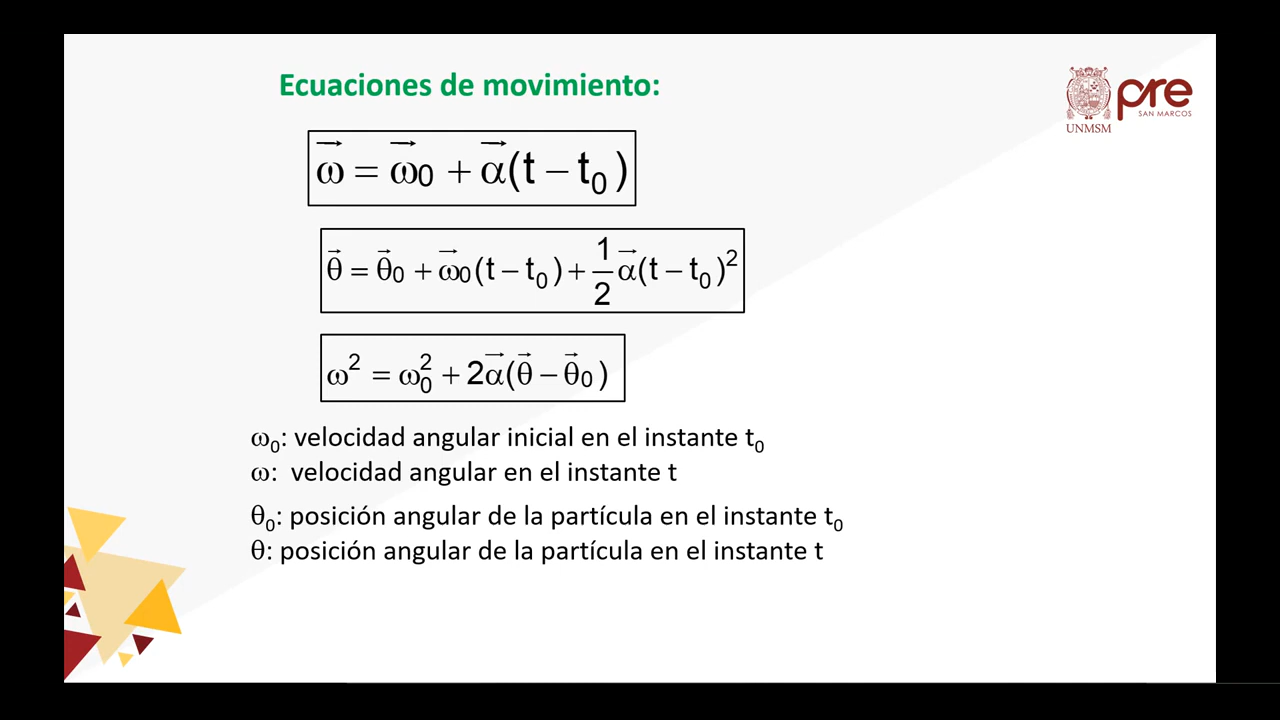 Ecuaciones de movimiento:
pre
SAN MARCOS
UNMSM
ω⃗ = ω⃗₀ + α⃗(t − t₀)
θ⃗ = θ⃗₀ + ω⃗₀(t − t₀) + 1/2 α⃗(t − t₀)²
ω² = ω₀² + 2α⃗(θ⃗ − θ⃗₀)
ω₀: velocidad angular inicial en el instante t₀
ω: velocidad angular en el instante t
θ₀: posición angular de la partícula en el instante t₀
θ: posición angular de la partícula en el instante t